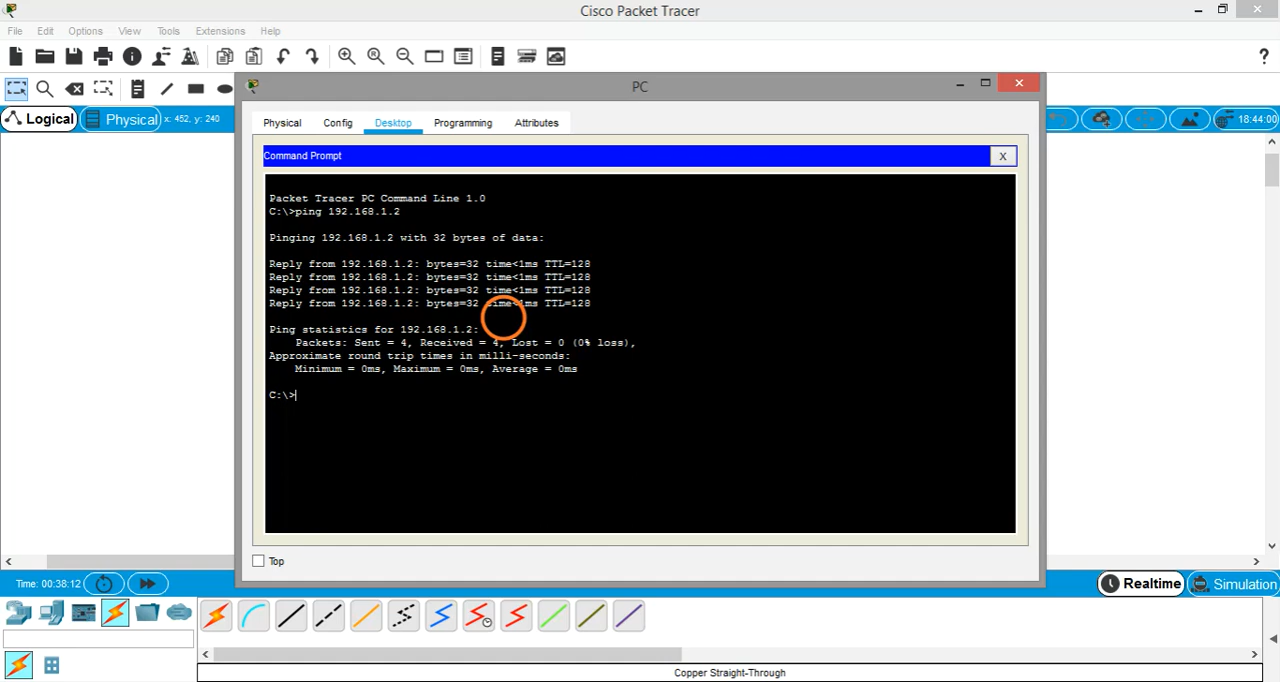 Cisco Packet Tracer
File Edit Options View Tools Extensions Help
?
PC
Logical Physical x: 452, y: 240 18:44:00
Physical Config Desktop Programming Attributes
Command Prompt X
Packet Tracer PC Command Line 1.0
C:\>ping 192.168.1.2
Pinging 192.168.1.2 with 32 bytes of data:
Reply from 192.168.1.2: bytes=32 time<1ms TTL=128
Reply from 192.168.1.2: bytes=32 time<1ms TTL=128
Reply from 192.168.1.2: bytes=32 time<1ms TTL=128
Reply from 192.168.1.2: bytes=32 time<1ms TTL=128
Ping statistics for 192.168.1.2:
Packets: Sent = 4, Received = 4, Lost = 0 (0% loss),
Approximate round trip times in milli-seconds:
Minimum = 0ms, Maximum = 0ms, Average = 0ms
C:\>
Top
Time: 00:38:12 Realtime Simulation
Copper Straight-Through